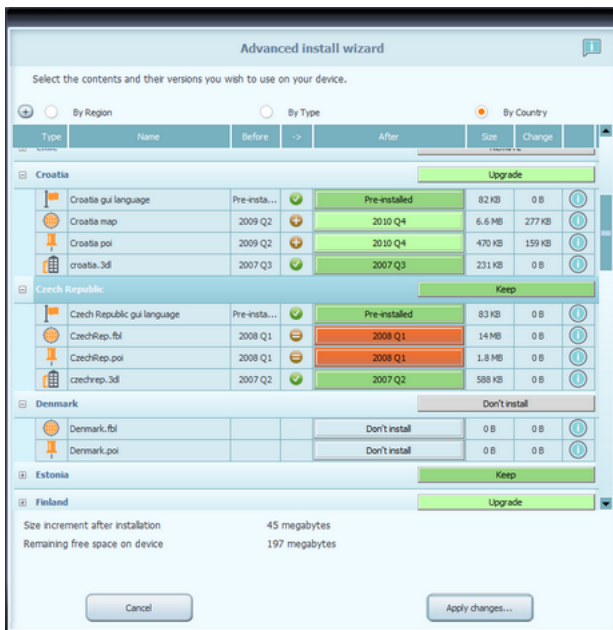 Advanced install wizard
Select the contents and their versions you wish to use on your device.
By Region By Type By Country
Type Name Before -> After Size Change
Croatia Upgrade
Croatia gui language Pre-insta... Pre-installed 82 KB 0 B
Croatia map 2009 Q2 2010 Q4 6.6 MB 277 KB
Croatia poi 2009 Q2 2010 Q4 470 KB 159 KB
croatia.3dl 2007 Q3 2007 Q3 231 KB 0 B
Czech Republic Keep
Czech Republic gui language Pre-insta... Pre-installed 83 KB 0 B
CzechRep.fbl 2008 Q1 2008 Q1 14 MB 0 B
CzechRep.poi 2008 Q1 2008 Q1 1.8 MB 0 B
czechrep.3dl 2007 Q2 2007 Q2 588 KB 0 B
Denmark Don't install
Denmark.fbl Don't install 0 B 0 B
Denmark.poi Don't install 0 B 0 B
Estonia Keep
Finland Upgrade
Size increment after installation 45 megabytes
Remaining free space on device 197 megabytes
Cancel Apply changes...